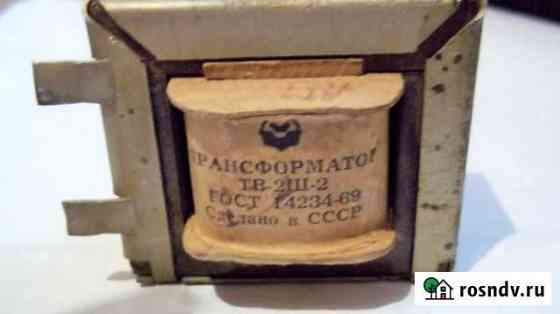 ТРАНСФОРМАТОР
ТВ-2Ш-2
ГОСТ 14234-69
Сделано в СССР
rosndv.ru